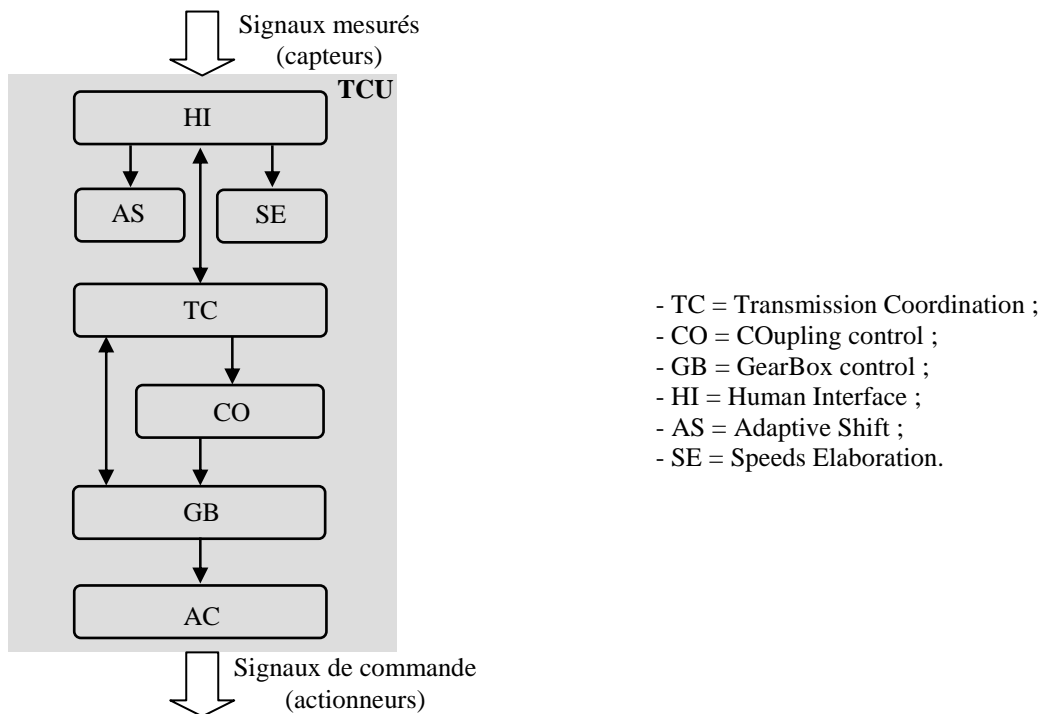 Signaux mesurés
(capteurs)
TCU
HI
AS
SE
TC
CO
GB
AC
Signaux de commande
(actionneurs)
- TC = Transmission Coordination ;
- CO = COupling control ;
- GB = GearBox control ;
- HI = Human Interface ;
- AS = Adaptive Shift ;
- SE = Speeds Elaboration.